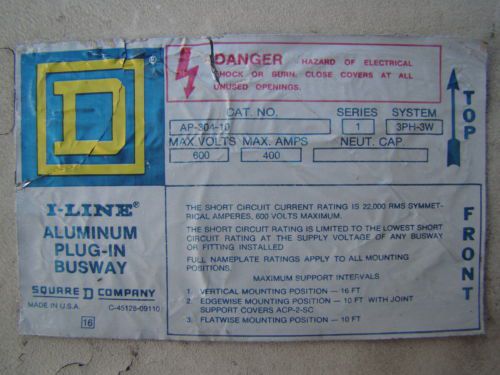 D
®
DANGER HAZARD OF ELECTRICAL
SHOCK OR BURN. CLOSE COVERS AT ALL
UNUSED OPENINGS.
CAT. NO. SERIES SYSTEM
AP-304-10 1 3PH-3W
MAX.VOLTS MAX. AMPS NEUT. CAP.
600 400
TOP
I-LINE®
ALUMINUM
PLUG-IN
BUSWAY
SQUARE D COMPANY
MADE IN U.S.A. C-45128-09110
16
THE SHORT CIRCUIT CURRENT RATING IS 22,000 RMS SYMMET-
RICAL AMPERES, 600 VOLTS MAXIMUM.
THE SHORT CIRCUIT RATING IS LIMITED TO THE LOWEST SHORT
CIRCUIT RATING AT THE SUPPLY VOLTAGE OF ANY BUSWAY
OR FITTING INSTALLED
FULL NAMEPLATE RATINGS APPLY TO ALL MOUNTING
POSITIONS.
MAXIMUM SUPPORT INTERVALS
1. VERTICAL MOUNTING POSITION — 16 FT
2. EDGEWISE MOUNTING POSITION — 10 FT WITH JOINT
SUPPORT COVERS ACP-2-SC
3. FLATWISE MOUNTING POSITION — 10 FT
FRONT